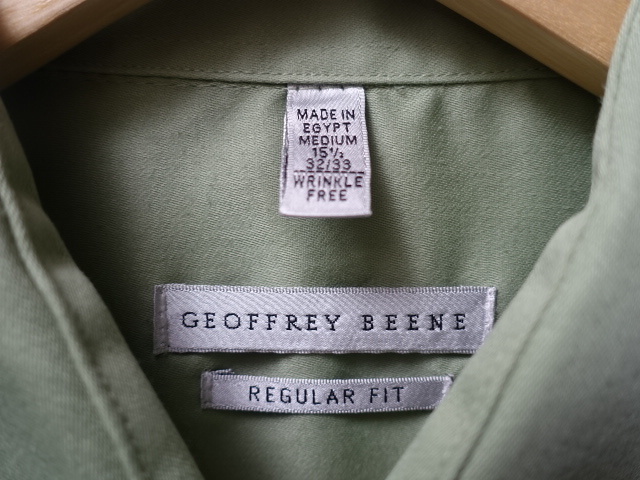 MADE IN
EGYPT
MEDIUM
15½
32/33
WRINKLE
FREE
GEOFFREY BEENE
REGULAR FIT